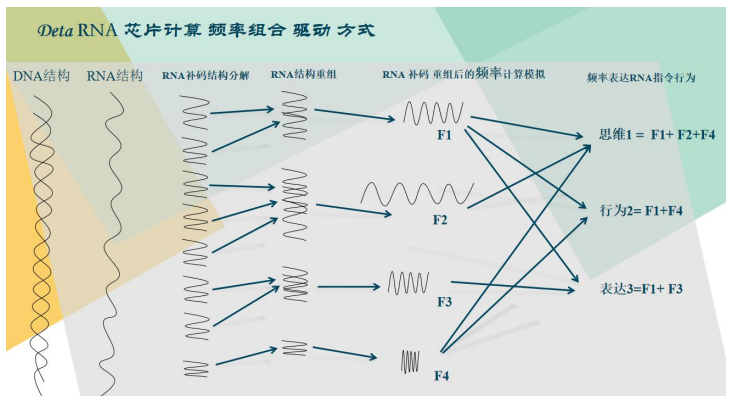 Deta RNA 芯片计算 频率组合 驱动 方式
DNA结构 RNA结构 RNA补码结构分解 RNA结构重组 RNA 补码 重组后的频率计算模拟 频率表达RNA指令行为
F1
思维1 = F1+ F2+F4
F2
行为2= F1+F4
F3
表达3=F1+ F3
F4